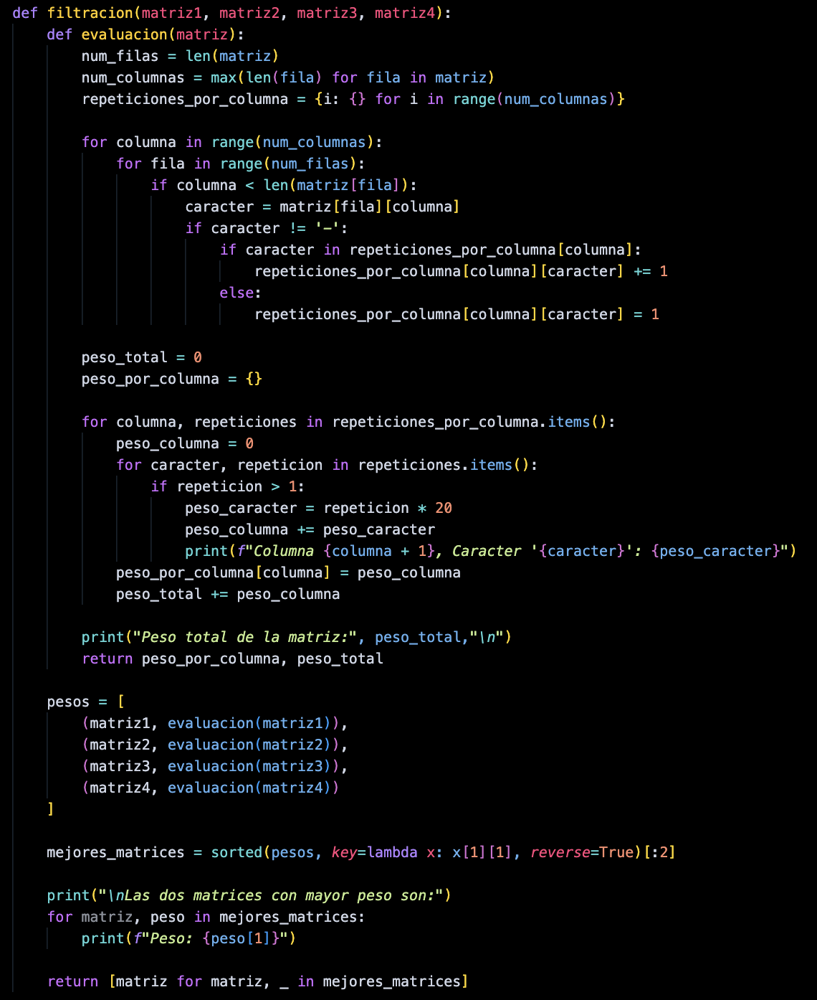 def filtracion(matriz1, matriz2, matriz3, matriz4):
    def evaluacion(matriz):
        num_filas = len(matriz)
        num_columnas = max(len(fila) for fila in matriz)
        repeticiones_por_columna = {i: {} for i in range(num_columnas)}

        for columna in range(num_columnas):
            for fila in range(num_filas):
                if columna < len(matriz[fila]):
                    caracter = matriz[fila][columna]
                    if caracter != '-':
                        if caracter in repeticiones_por_columna[columna]:
                            repeticiones_por_columna[columna][caracter] += 1
                        else:
                            repeticiones_por_columna[columna][caracter] = 1

        peso_total = 0
        peso_por_columna = {}

        for columna, repeticiones in repeticiones_por_columna.items():
            peso_columna = 0
            for caracter, repeticion in repeticiones.items():
                if repeticion > 1:
                    peso_caracter = repeticion * 20
                    peso_columna += peso_caracter
                    print(f"Columna {columna + 1}, Caracter '{caracter}': {peso_caracter}")
            peso_por_columna[columna] = peso_columna
            peso_total += peso_columna

        print("Peso total de la matriz:", peso_total,"\n")
        return peso_por_columna, peso_total

    pesos = [
        (matriz1, evaluacion(matriz1)),
        (matriz2, evaluacion(matriz2)),
        (matriz3, evaluacion(matriz3)),
        (matriz4, evaluacion(matriz4))
    ]

    mejores_matrices = sorted(pesos, key=lambda x: x[1][1], reverse=True)[:2]

    print("\nLas dos matrices con mayor peso son:")
    for matriz, peso in mejores_matrices:
        print(f"Peso: {peso[1]}")

    return [matriz for matriz, _ in mejores_matrices]